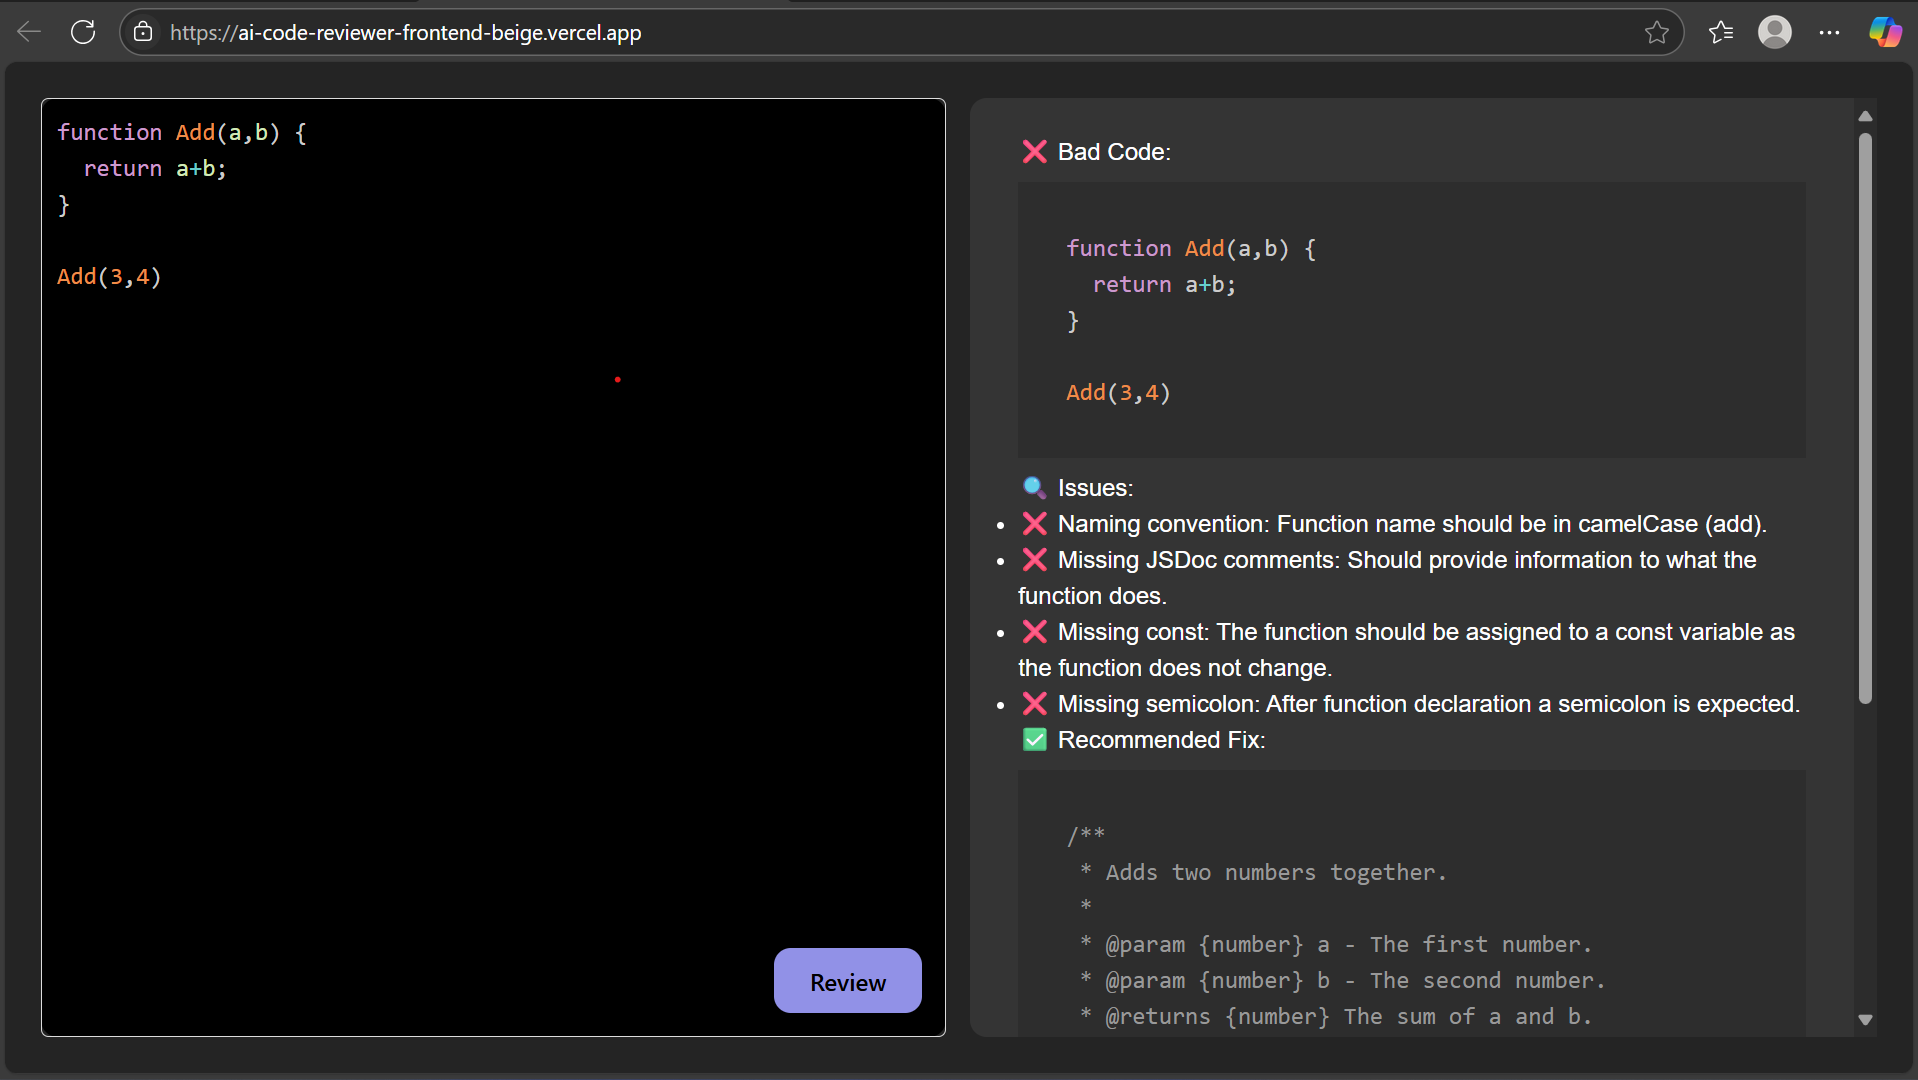 https://ai-code-reviewer-frontend-beige.vercel.app
function Add(a,b) {
  return a+b;
}
Add(3,4)
Review
❌ Bad Code:
function Add(a,b) {
  return a+b;
}
Add(3,4)
🔍 Issues:
• ❌ Naming convention: Function name should be in camelCase (add).
• ❌ Missing JSDoc comments: Should provide information to what the
function does.
• ❌ Missing const: The function should be assigned to a const variable as
the function does not change.
• ❌ Missing semicolon: After function declaration a semicolon is expected.
✅ Recommended Fix:
/**
 * Adds two numbers together.
 *
 * @param {number} a - The first number.
 * @param {number} b - The second number.
 * @returns {number} The sum of a and b.